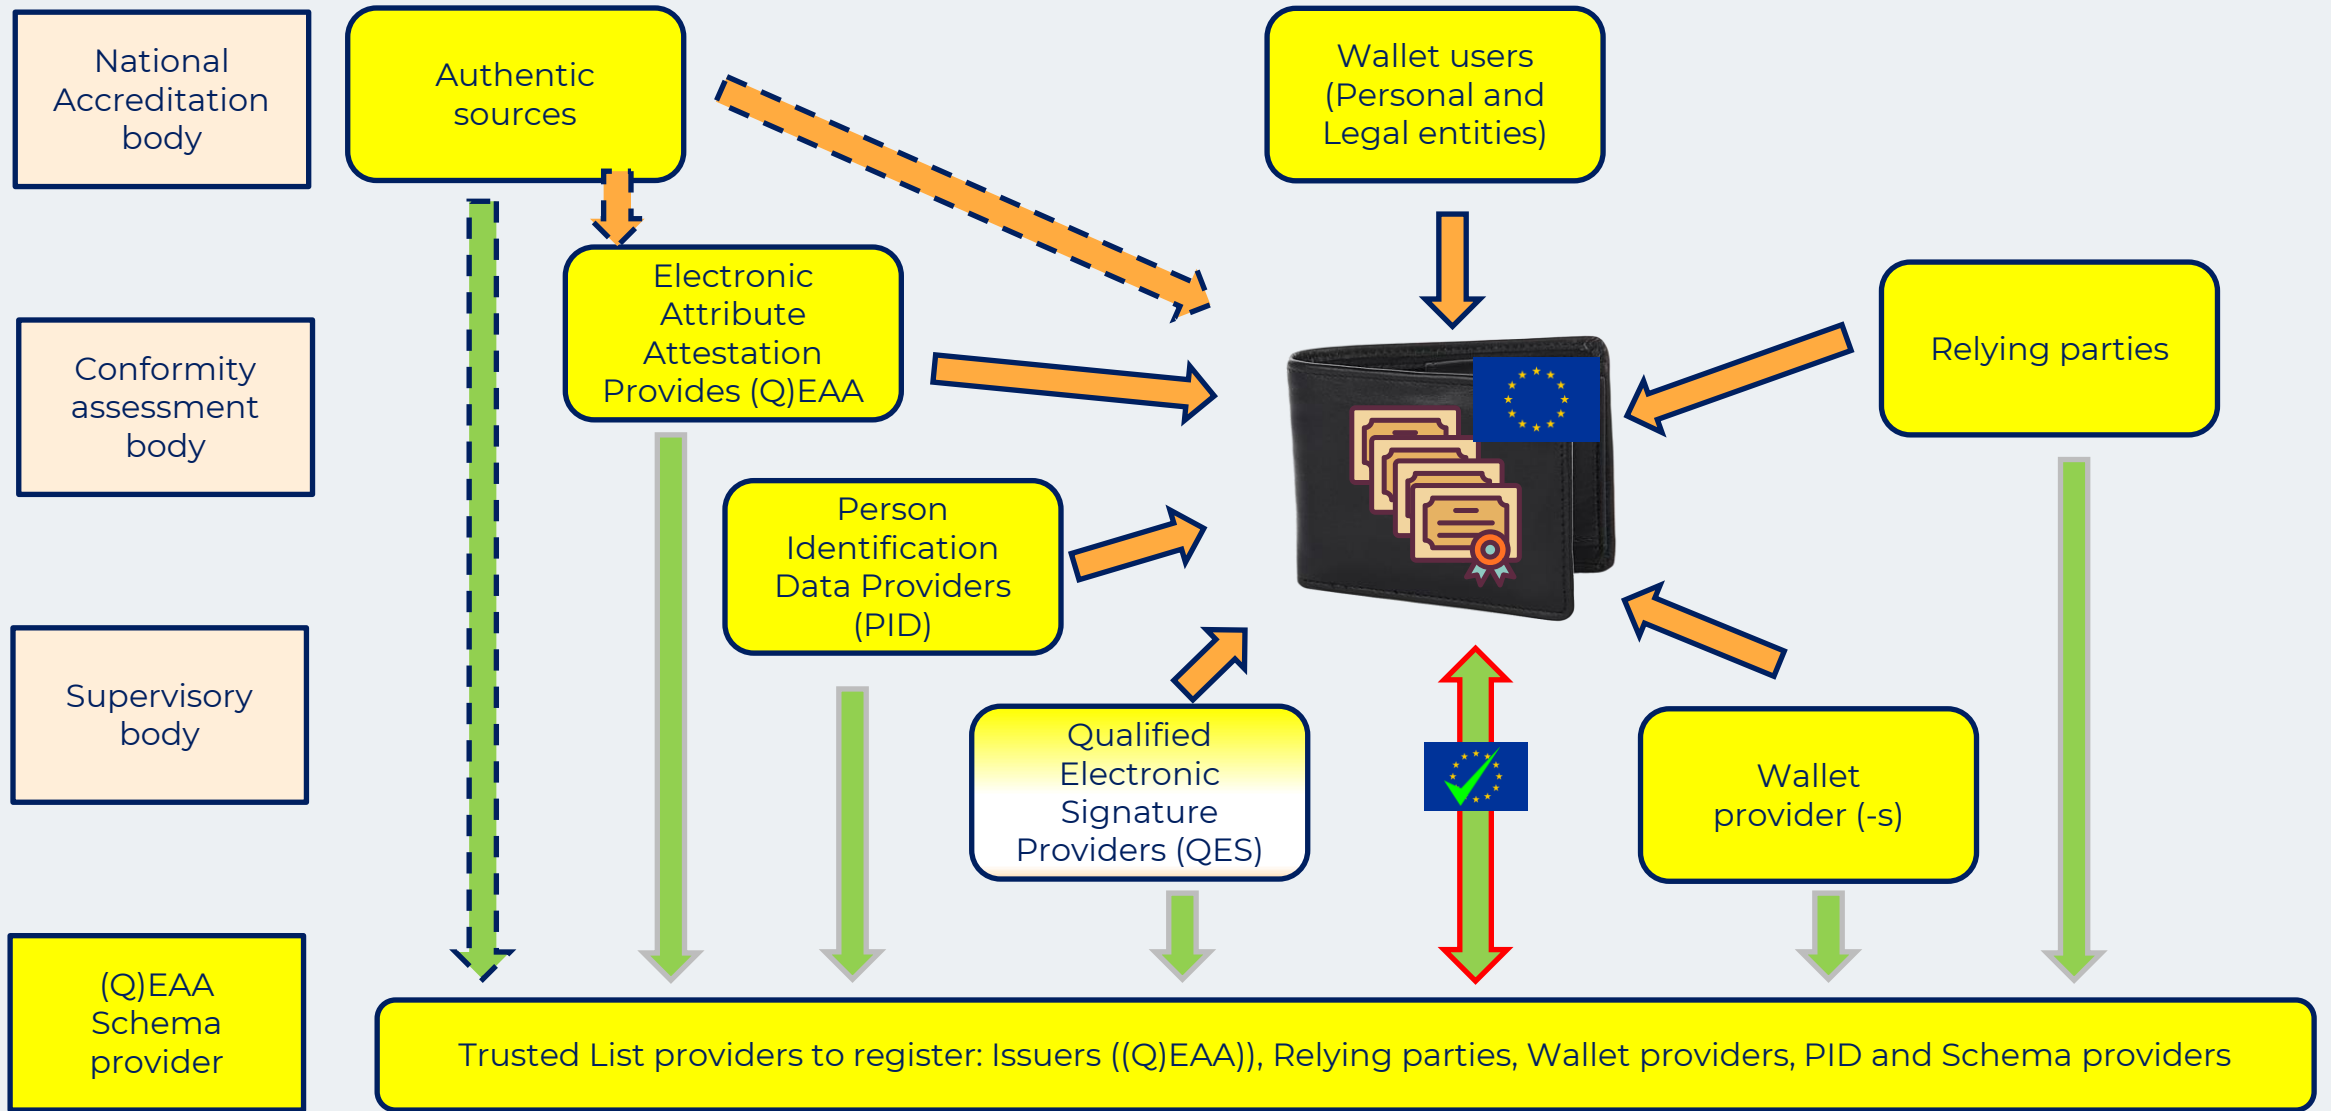 National
Accreditation
body
Authentic
sources
Wallet users
(Personal and
Legal entities)
Electronic
Attribute
Attestation
Provides (Q)EAA
Relying parties
Conformity
assessment
body
Person
Identification
Data Providers
(PID)
Supervisory
body
Qualified
Electronic
Signature
Providers (QES)
Wallet
provider (-s)
(Q)EAA
Schema
provider
Trusted List providers to register: Issuers ((Q)EAA)), Relying parties, Wallet providers, PID and Schema providers